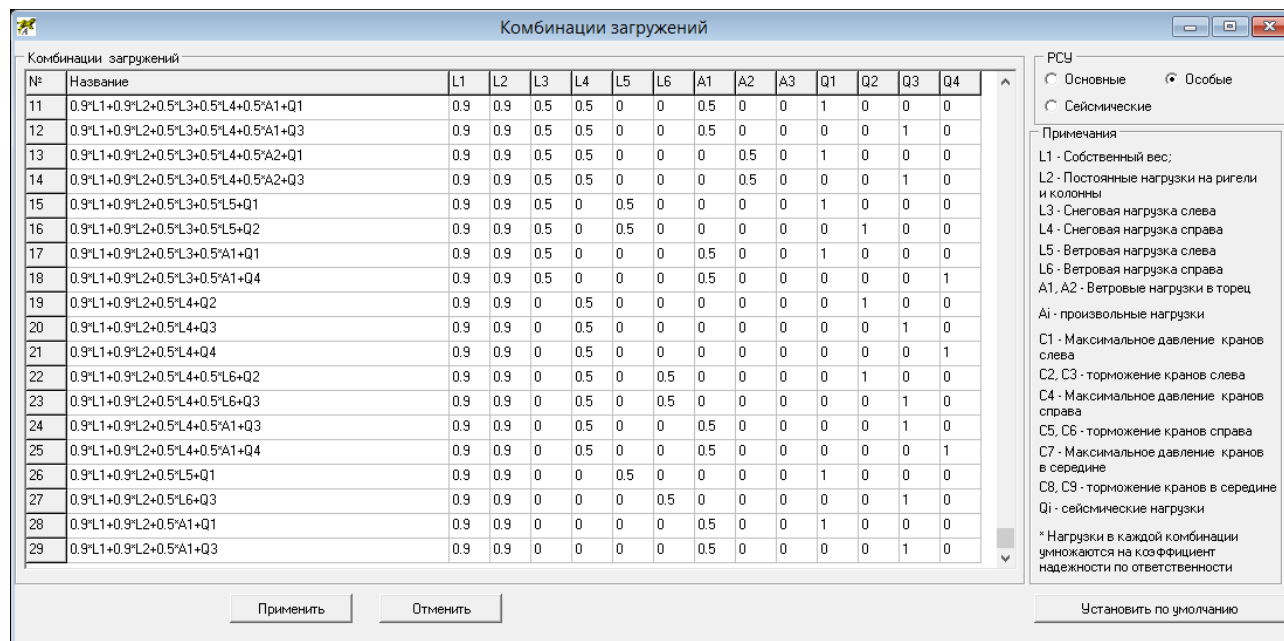 Комбинации загружений
Комбинации загружений
№ Название L1 L2 L3 L4 L5 L6 A1 A2 A3 Q1 Q2 Q3 Q4
11 0.9*L1+0.9*L2+0.5*L3+0.5*L4+0.5*A1+Q1 0.9 0.9 0.5 0.5 0 0 0.5 0 0 1 0 0 0
12 0.9*L1+0.9*L2+0.5*L3+0.5*L4+0.5*A1+Q3 0.9 0.9 0.5 0.5 0 0 0.5 0 0 0 0 1 0
13 0.9*L1+0.9*L2+0.5*L3+0.5*L4+0.5*A2+Q1 0.9 0.9 0.5 0.5 0 0 0 0.5 0 1 0 0 0
14 0.9*L1+0.9*L2+0.5*L3+0.5*L4+0.5*A2+Q3 0.9 0.9 0.5 0.5 0 0 0 0.5 0 0 0 1 0
15 0.9*L1+0.9*L2+0.5*L3+0.5*L5+Q1 0.9 0.9 0.5 0 0.5 0 0 0 0 1 0 0 0
16 0.9*L1+0.9*L2+0.5*L3+0.5*L5+Q2 0.9 0.9 0.5 0 0.5 0 0 0 0 0 1 0 0
17 0.9*L1+0.9*L2+0.5*L3+0.5*A1+Q1 0.9 0.9 0.5 0 0 0 0.5 0 0 1 0 0 0
18 0.9*L1+0.9*L2+0.5*L3+0.5*A1+Q4 0.9 0.9 0.5 0 0 0 0.5 0 0 0 0 0 1
19 0.9*L1+0.9*L2+0.5*L4+Q2 0.9 0.9 0 0.5 0 0 0 0 0 0 1 0 0
20 0.9*L1+0.9*L2+0.5*L4+Q3 0.9 0.9 0 0.5 0 0 0 0 0 0 0 1 0
21 0.9*L1+0.9*L2+0.5*L4+Q4 0.9 0.9 0 0.5 0 0 0 0 0 0 0 0 1
22 0.9*L1+0.9*L2+0.5*L4+0.5*L6+Q2 0.9 0.9 0 0.5 0 0.5 0 0 0 0 1 0 0
23 0.9*L1+0.9*L2+0.5*L4+0.5*L6+Q3 0.9 0.9 0 0.5 0 0.5 0 0 0 0 0 1 0
24 0.9*L1+0.9*L2+0.5*L4+0.5*A1+Q3 0.9 0.9 0 0.5 0 0 0.5 0 0 0 0 1 0
25 0.9*L1+0.9*L2+0.5*L4+0.5*A1+Q4 0.9 0.9 0 0.5 0 0 0.5 0 0 0 0 0 1
26 0.9*L1+0.9*L2+0.5*L5+Q1 0.9 0.9 0 0 0.5 0 0 0 0 1 0 0 0
27 0.9*L1+0.9*L2+0.5*L6+Q3 0.9 0.9 0 0 0 0.5 0 0 0 0 0 1 0
28 0.9*L1+0.9*L2+0.5*A1+Q1 0.9 0.9 0 0 0 0 0.5 0 0 1 0 0 0
29 0.9*L1+0.9*L2+0.5*A1+Q3 0.9 0.9 0 0 0 0 0.5 0 0 0 0 1 0
Применить Отменить
РСУ
Основные Особые
Сейсмические
Примечания
L1 - Собственный вес;
L2 - Постоянные нагрузки на ригели
и колонны
L3 - Снеговая нагрузка слева
L4 - Снеговая нагрузка справа
L5 - Ветровая нагрузка слева
L6 - Ветровая нагрузка справа
A1, A2 - Ветровые нагрузки в торец
Ai - произвольные нагрузки
C1 - Максимальное давление кранов
слева
C2, C3 - торможение кранов слева
C4 - Максимальное давление кранов
справа
C5, C6 - торможение кранов справа
C7 - Максимальное давление кранов
в середине
C8, C9 - торможение кранов в середине
Qi - сейсмические нагрузки
* Нагрузки в каждой комбинации
умножаются на коэффициент
надежности по ответственности
Установить по умолчанию